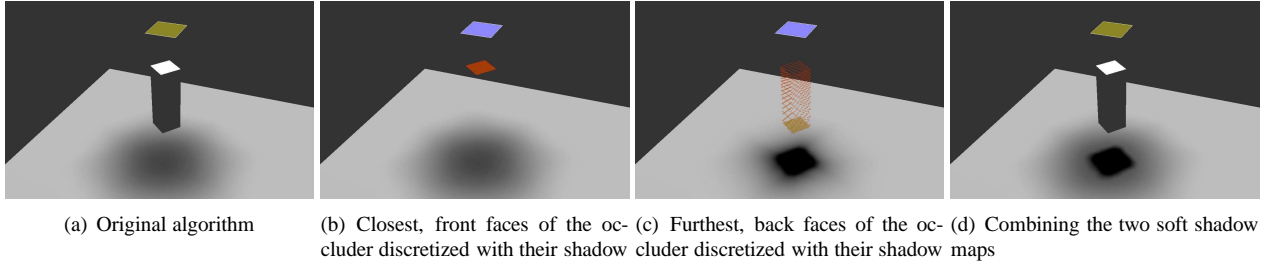 (a) Original algorithm
(b) Closest, front faces of the oc-
cluder discretized with their shadow
(c) Furthest, back faces of the oc-
cluder discretized with their shadow
(d) Combining the two soft shadow
maps